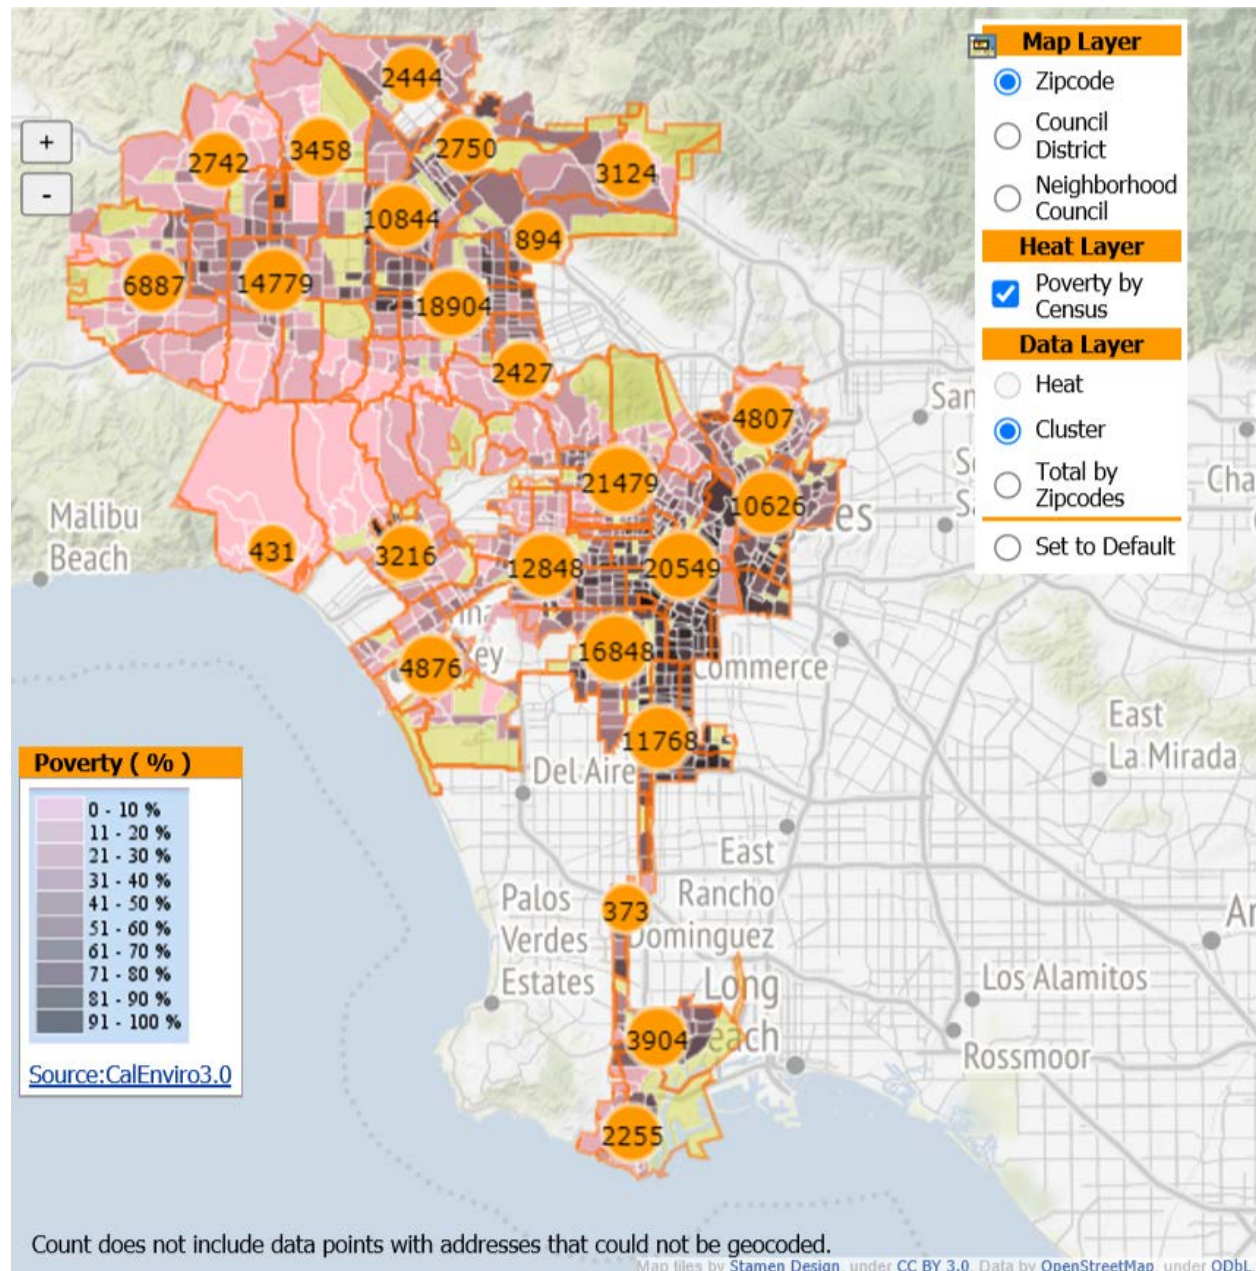 Map Layer
Zipcode
Council
District
Neighborhood
Council
Heat Layer
Poverty by
Census
Data Layer
Heat
Cluster
Total by
Zipcodes
Set to Default
+
-
2444
2742
3458
2750
3124
10844
894
6887
14779
18904
2427
4807
21479
10626
431
3216
12848
20549
4876
16848
11768
373
3904
2255
San
Cha
es
Malibu
Beach
ey
Commerce
East
La Mirada
Del Aire
East
Rancho
Dominguez
Palos
Verdes
Estates
Long
each
Los Alamitos
Rossmoor
Poverty ( % )
0 - 10 %
11 - 20 %
21 - 30 %
31 - 40 %
41 - 50 %
51 - 60 %
61 - 70 %
71 - 80 %
81 - 90 %
91 - 100 %
Source:CalEnviro3.0
Count does not include data points with addresses that could not be geocoded.
Map tiles by Stamen Design, under CC BY 3.0. Data by OpenStreetMap, under ODbL